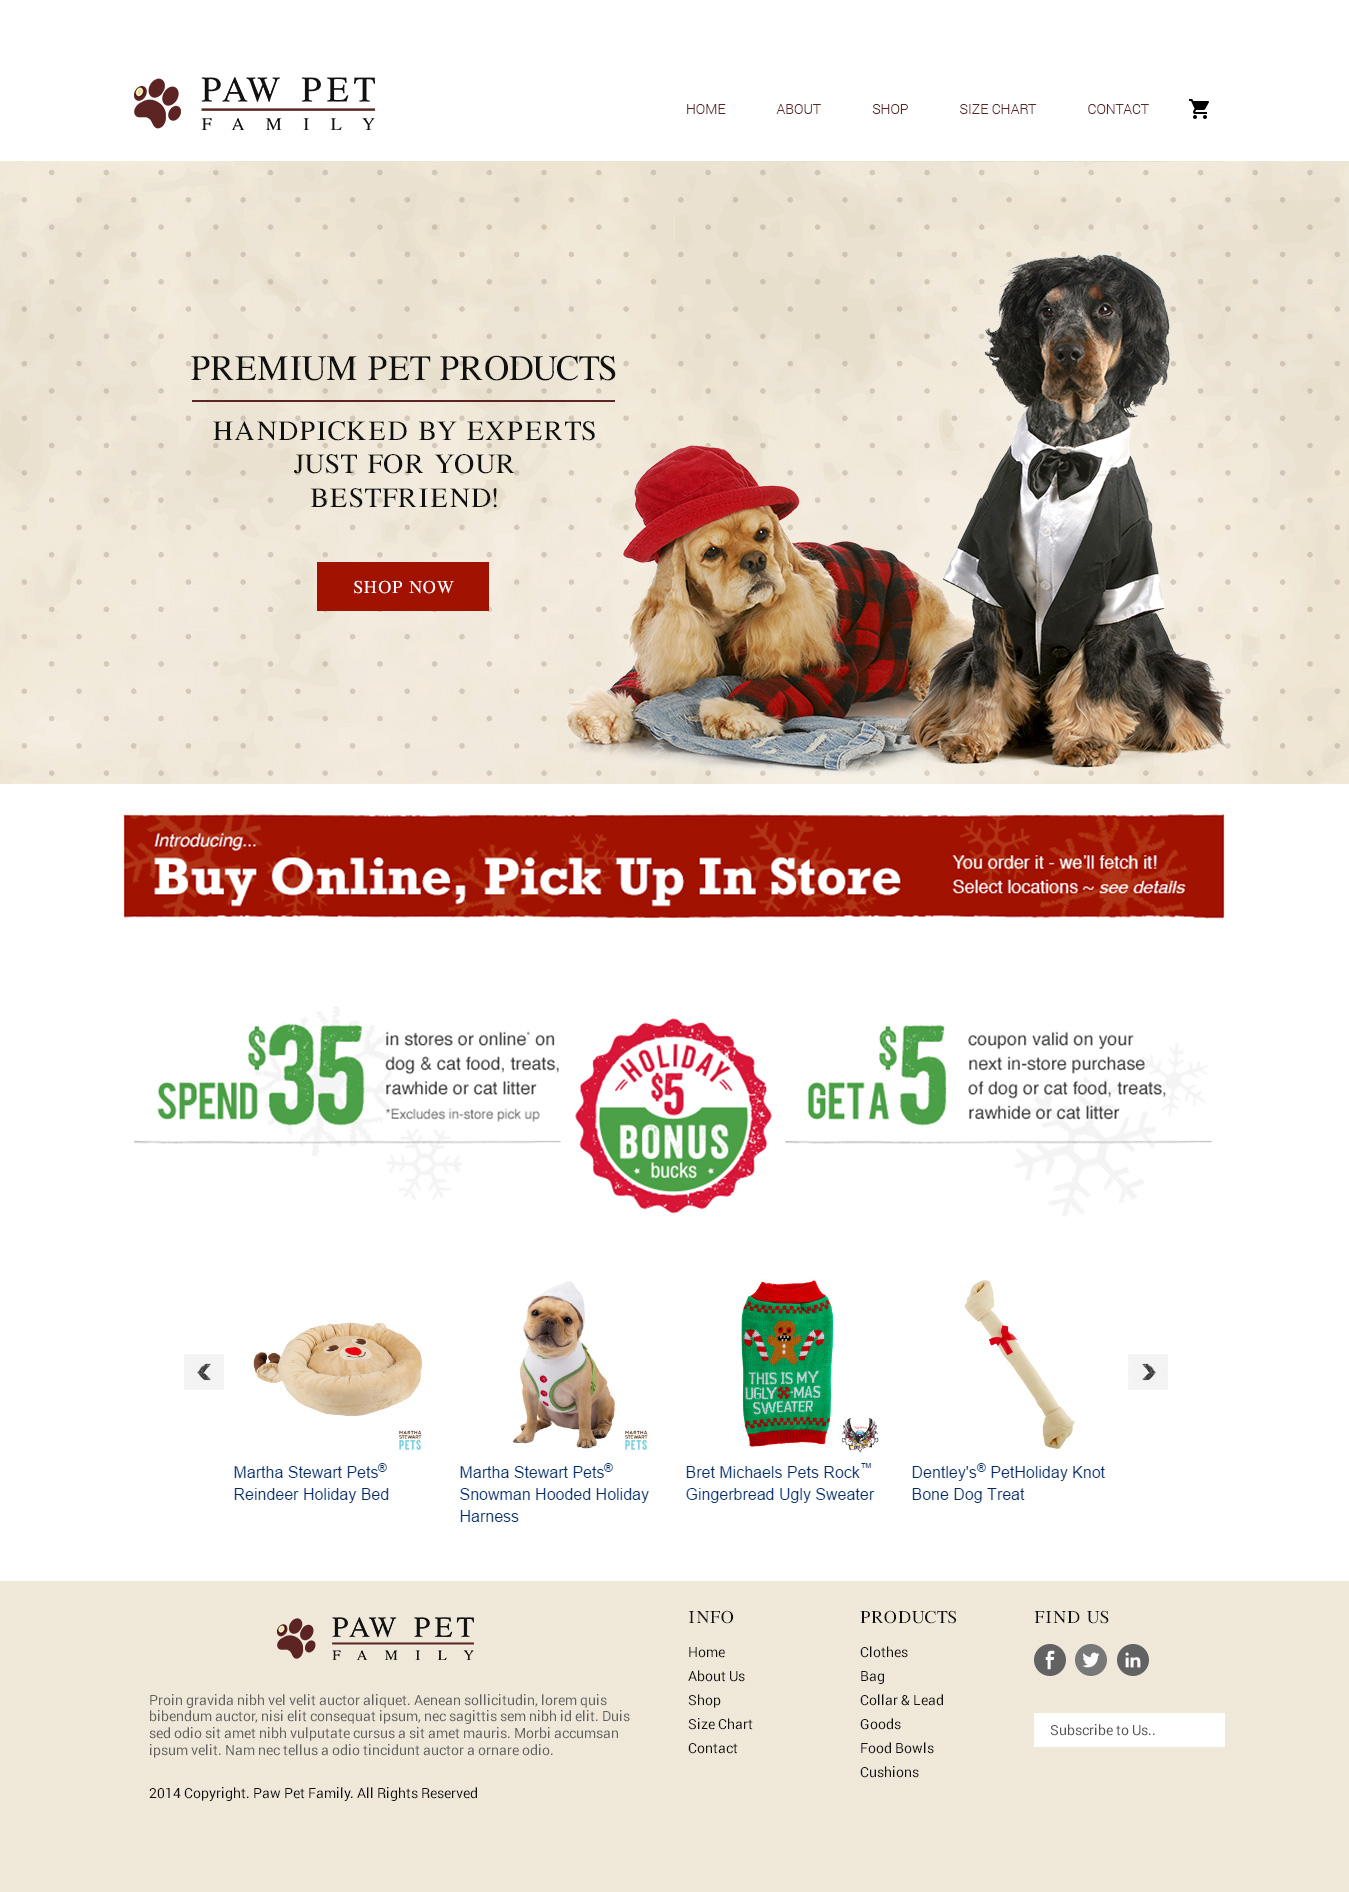 PAW PET
FAMILY
HOME ABOUT SHOP SIZE CHART CONTACT
PREMIUM PET PRODUCTS
HANDPICKED BY EXPERTS
JUST FOR YOUR
BESTFRIEND!
SHOP NOW
Introducing...
Buy Online, Pick Up In Store
You order it - we'll fetch it!
Select locations ~ see details
SPEND $35
in stores or online* on
dog & cat food, treats,
rawhide or cat litter
*Excludes in-store pick up
HOLIDAY
$5
BONUS
bucks
GET A $5
coupon valid on your
next in-store purchase
of dog or cat food, treats,
rawhide or cat litter
THIS IS MY
UGLY X-MAS
SWEATER
MARTHA
STEWART
PETS
MARTHA
STEWART
PETS
Martha Stewart Pets®
Reindeer Holiday Bed
Martha Stewart Pets®
Snowman Hooded Holiday
Harness
Bret Michaels Pets Rock™
Gingerbread Ugly Sweater
Dentley's® PetHoliday Knot
Bone Dog Treat
PAW PET
FAMILY
Proin gravida nibh vel velit auctor aliquet. Aenean sollicitudin, lorem quis
bibendum auctor, nisi elit consequat ipsum, nec sagittis sem nibh id elit. Duis
sed odio sit amet nibh vulputate cursus a sit amet mauris. Morbi accumsan
ipsum velit. Nam nec tellus a odio tincidunt auctor a ornare odio.
2014 Copyright. Paw Pet Family. All Rights Reserved
INFO
Home
About Us
Shop
Size Chart
Contact
PRODUCTS
Clothes
Bag
Collar & Lead
Goods
Food Bowls
Cushions
FIND US
f in
Subscribe to Us..